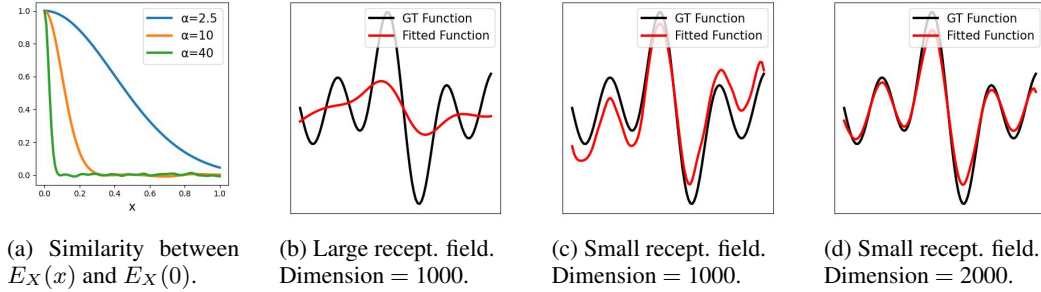 1.0
0.8
0.6
0.4
0.2
0.0
α=2.5
α=10
α=40
0.0 0.2 0.4 0.6 0.8 1.0
x
GT Function
Fitted Function
GT Function
Fitted Function
GT Function
Fitted Function
(a) Similarity between
E_X(x) and E_X(0).
(b) Large recept. field.
Dimension = 1000.
(c) Small recept. field.
Dimension = 1000.
(d) Small recept. field.
Dimension = 2000.